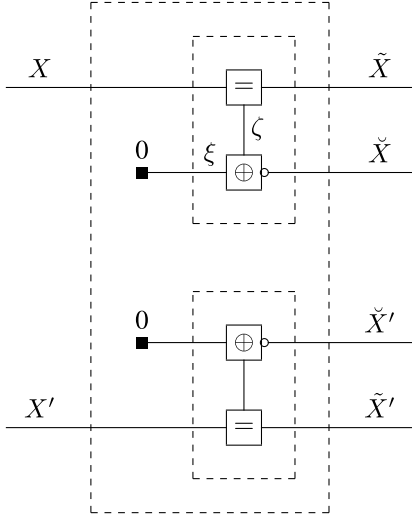 X X̃
=
ζ
0 ξ ⊕ X̆
0 ⊕ X̆′
X′ = X̃′